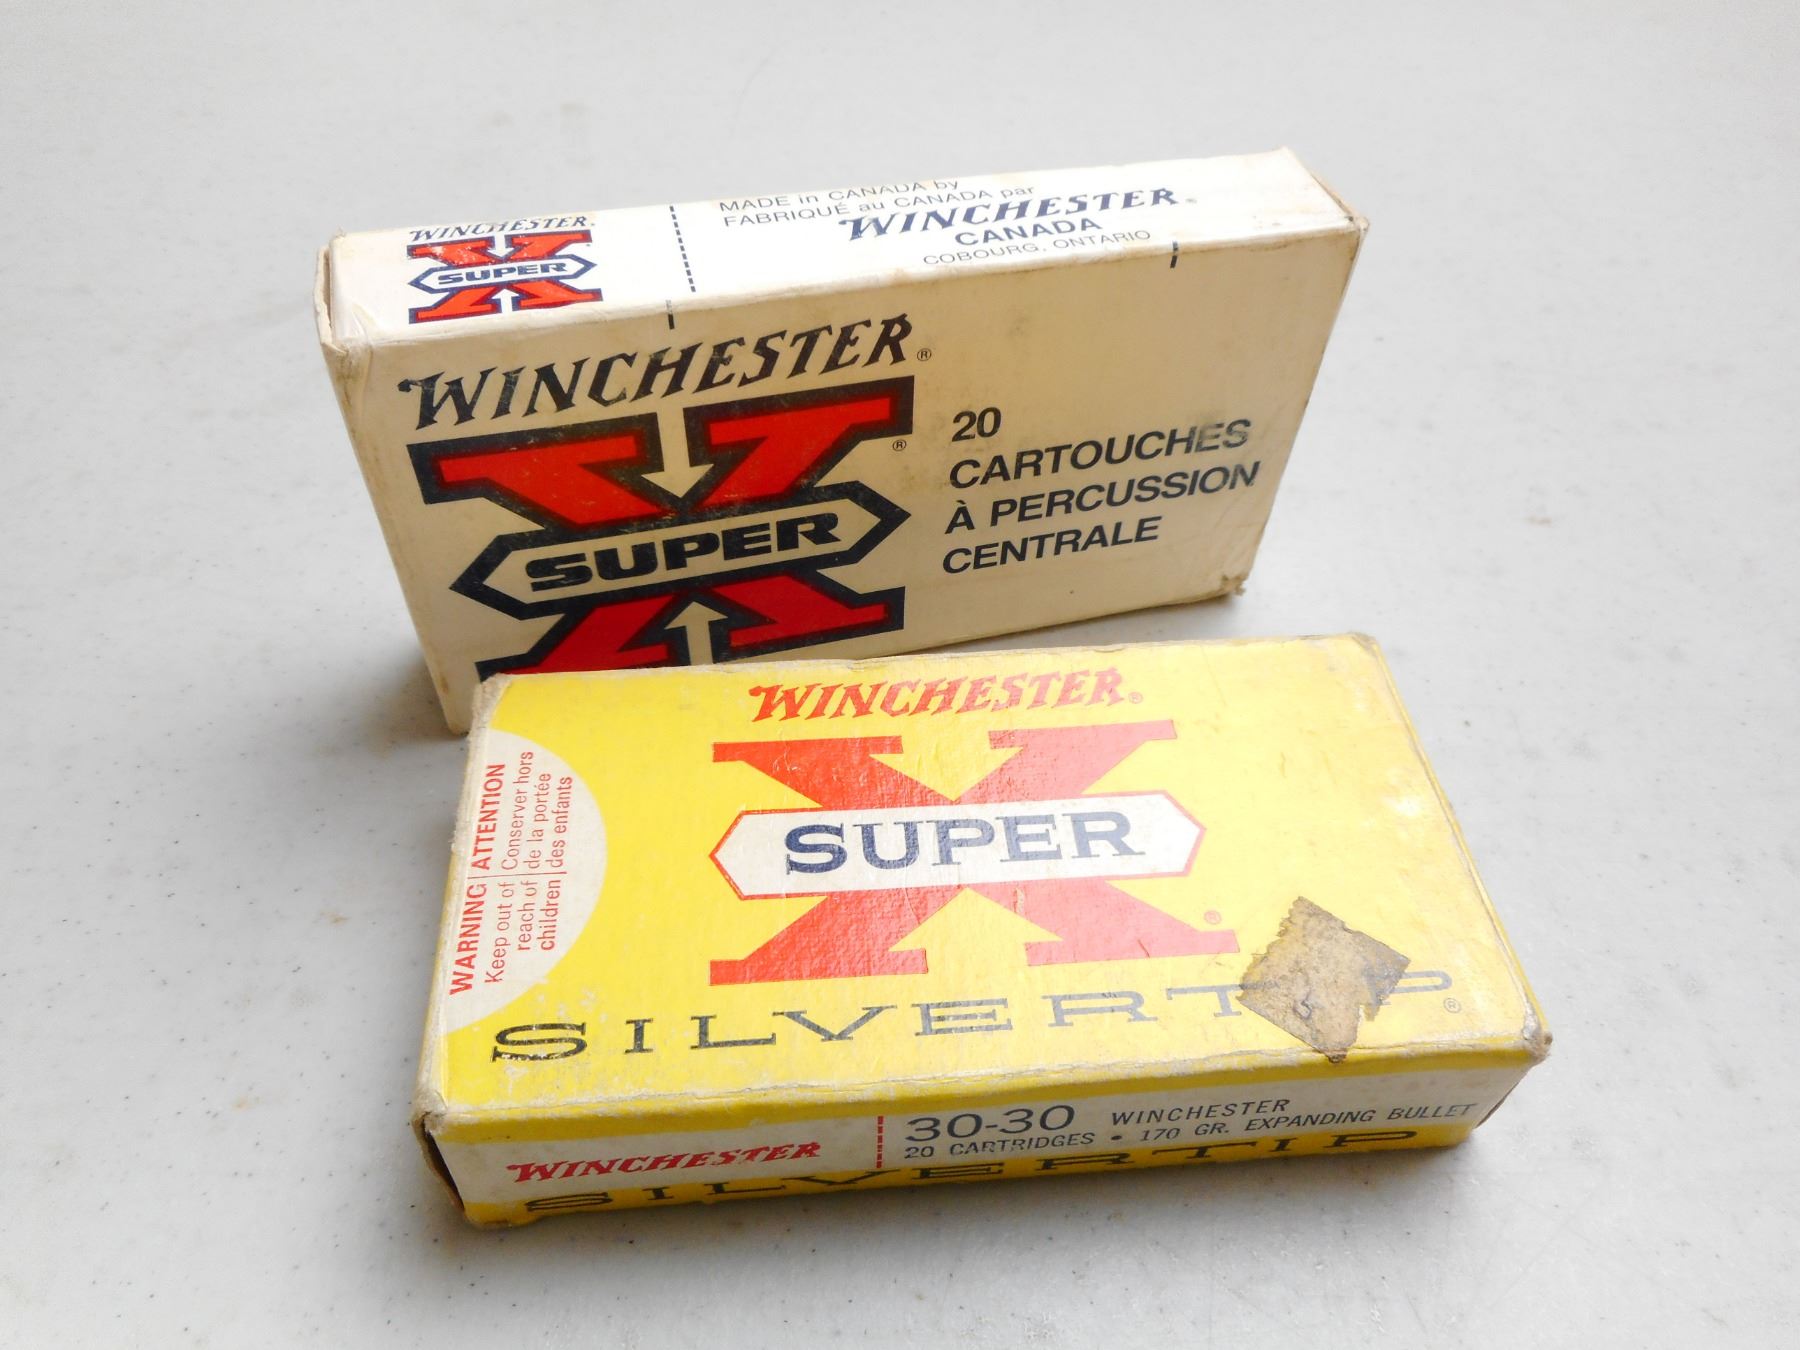 MADE in CANADA by
FABRIQUÉ au CANADA par
WINCHESTER®
CANADA
COBOURG, ONTARIO
WINCHESTER®
SUPER X
WINCHESTER®
SUPER X®
20
CARTOUCHES
À PERCUSSION
CENTRALE
WINCHESTER®
SUPER X®
SILVERTIP®
WARNING | ATTENTION
Keep out of | Conserver hors
reach of | de la portée
children | des enfants
WINCHESTER
30-30 WINCHESTER
20 CARTRIDGES • 170 GR. EXPANDING BULLET
SILVERTIP